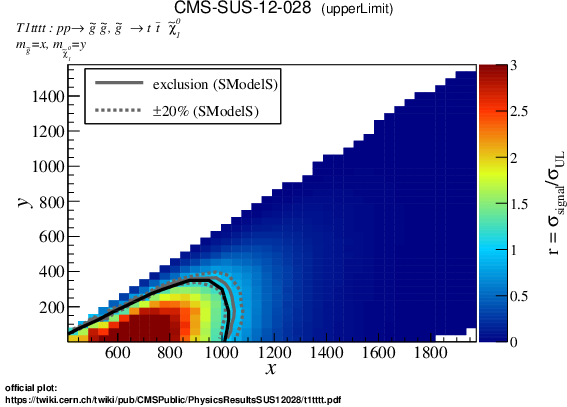 CMS-SUS-12-028 (upperLimit)
T1tttt : pp→ g̃ g̃, g̃ → t t̄ χ̃₁⁰
m_g̃=x, m_χ̃₁⁰=y
exclusion (SModelS)
±20% (SModelS)
1400
1200
1000
800
600
400
200
y
600 800 1000 1200 1400 1600 1800
x
3
2.5
2
1.5
1
0.5
0
r = σ_signal/σ_UL
official plot:
https://twiki.cern.ch/twiki/pub/CMSPublic/PhysicsResultsSUS12028/t1tttt.pdf